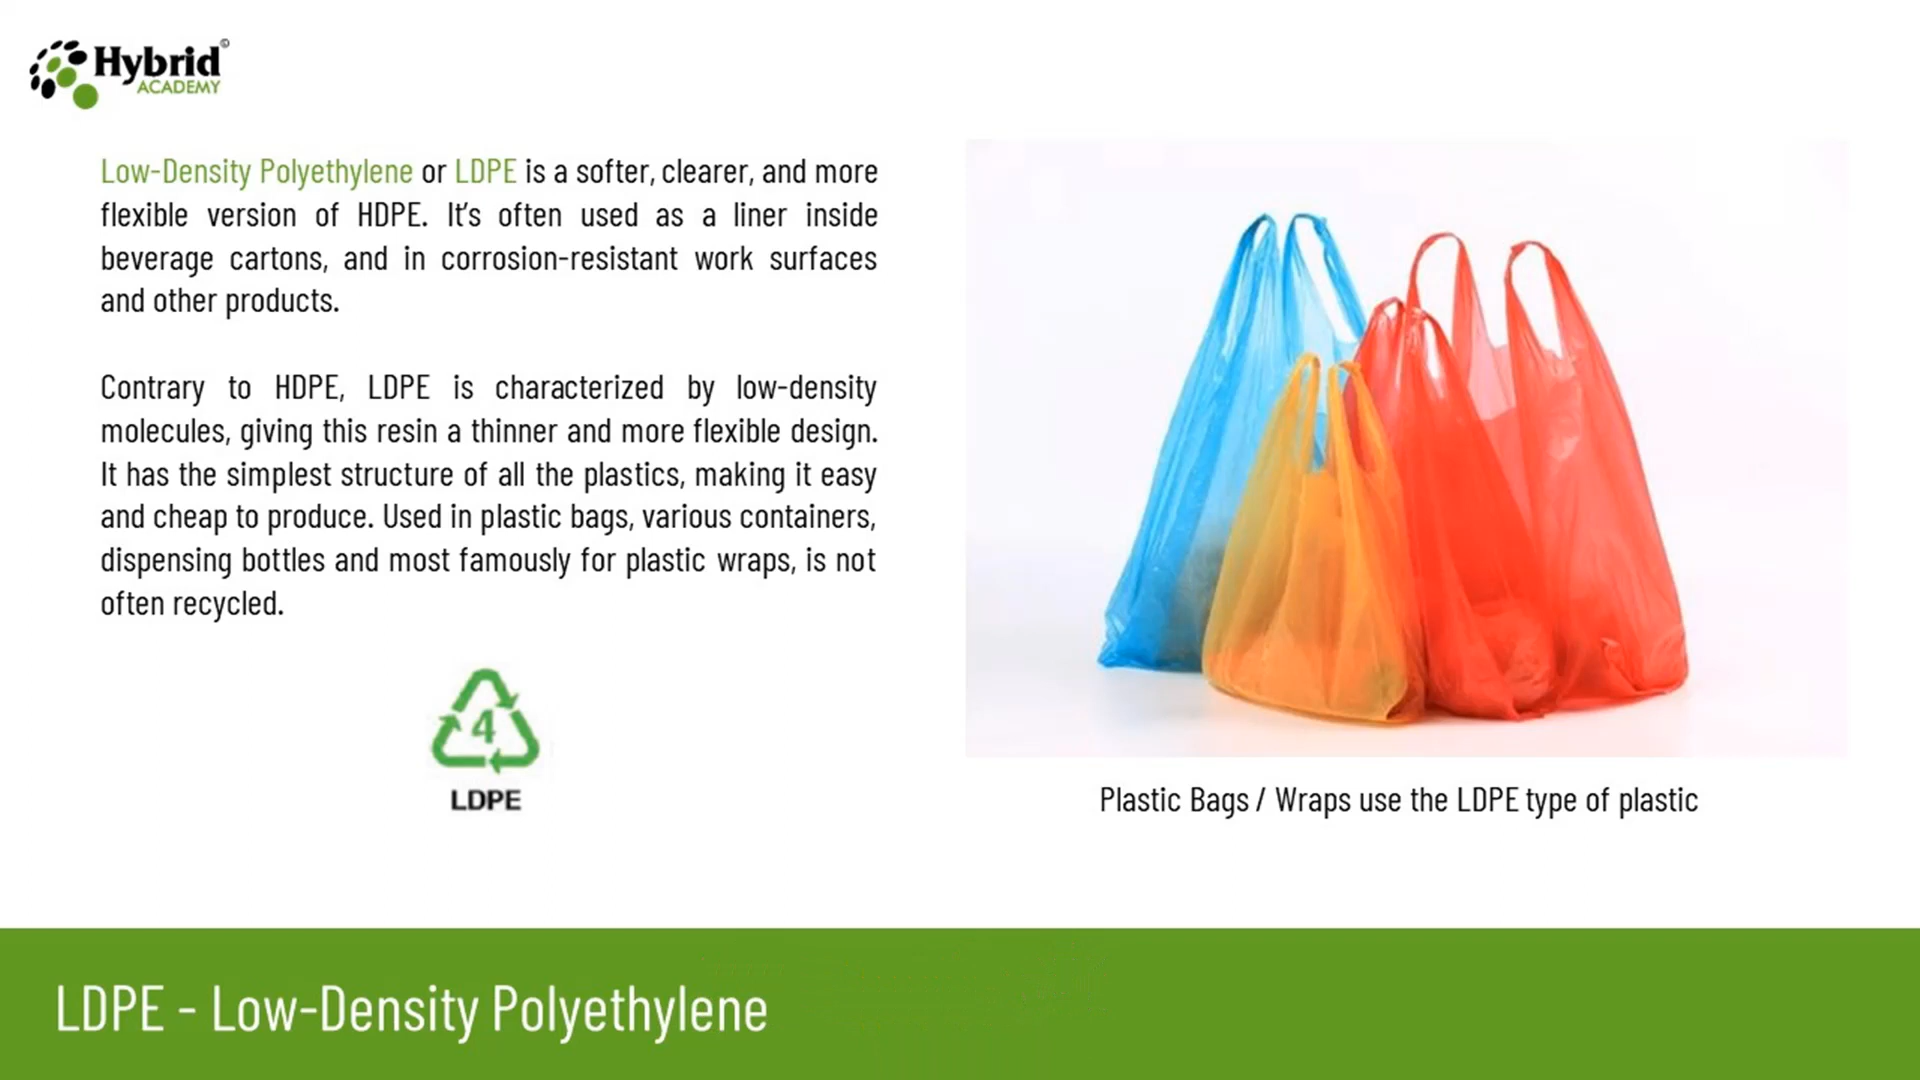 Hybrid©
ACADEMY
Low-Density Polyethylene or LDPE is a softer, clearer, and more
flexible version of HDPE. It’s often used as a liner inside
beverage cartons, and in corrosion-resistant work surfaces
and other products.
Contrary to HDPE, LDPE is characterized by low-density
molecules, giving this resin a thinner and more flexible design.
It has the simplest structure of all the plastics, making it easy
and cheap to produce. Used in plastic bags, various containers,
dispensing bottles and most famously for plastic wraps, is not
often recycled.
4
LDPE
Plastic Bags / Wraps use the LDPE type of plastic
LDPE - Low-Density Polyethylene